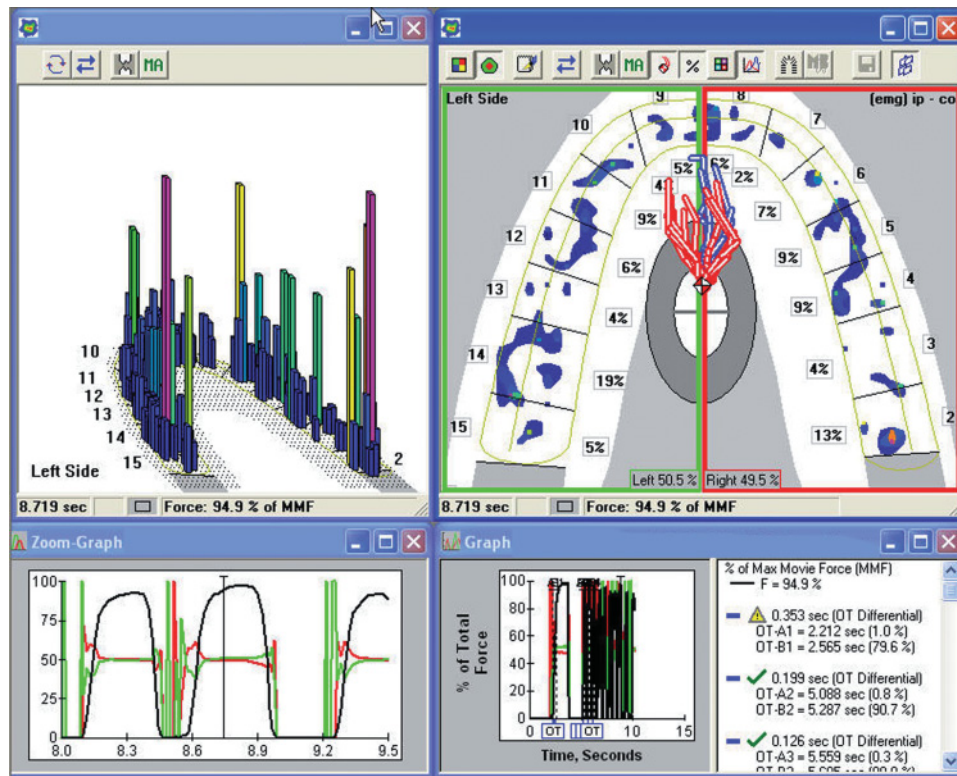 MA
10
11
12
13
14
15
Left Side
2
8.719 sec
Force: 94.9 % of MMF
MA
%
Left Side
(emg) ip - co
9
8
10
7
11
6
12
5
13
4
14
3
15
2
5%
6%
2%
9%
7%
6%
9%
4%
9%
19%
4%
5%
13%
Left 50.5 %
Right 49.5 %
8.719 sec
Force: 94.9 % of MMF
Zoom-Graph
100
75
50
25
0
8.0
8.3
8.6
8.9
9.2
9.5
Graph
% of Total
Force
100
80
60
40
20
0
0
OT
OT
10
15
Time, Seconds
% of Max Movie Force (MMF)
F = 94.9 %
0.353 sec (OT Differential)
OT-A1 = 2.212 sec (1.0 %)
OT-B1 = 2.565 sec (79.6 %)
0.199 sec (OT Differential)
OT-A2 = 5.088 sec (0.8 %)
OT-B2 = 5.287 sec (90.7 %)
0.126 sec (OT Differential)
OT-A3 = 5.559 sec (0.3 %)